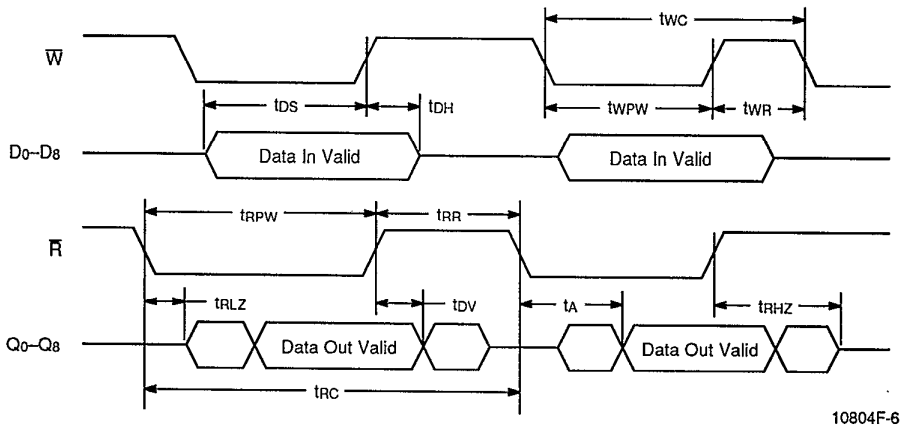 tWC
W
tDS tDH tWPW tWR
D0–D8 Data In Valid Data In Valid
tRPW tRR
R
tRLZ tDV tA tRHZ
Q0–Q8 Data Out Valid Data Out Valid
tRC
10804F-6